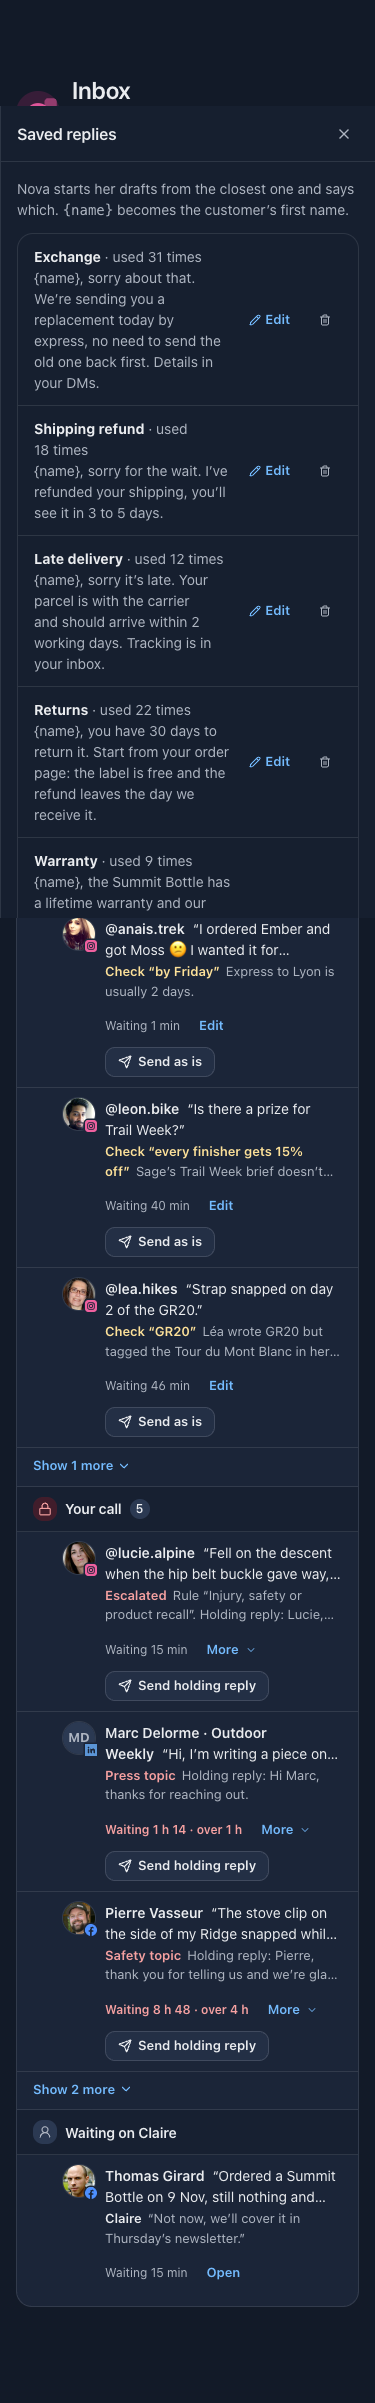 Inbox
Saved replies
Nova starts her drafts from the closest one and says
which. {name} becomes the customer’s first name.
Exchange · used 31 times
{name}, sorry about that.
We’re sending you a
replacement today by
express, no need to send the
old one back first. Details in
your DMs.
Edit
Shipping refund · used
18 times
{name}, sorry for the wait. I’ve
refunded your shipping, you’ll
see it in 3 to 5 days.
Edit
Late delivery · used 12 times
{name}, sorry it’s late. Your
parcel is with the carrier
and should arrive within 2
working days. Tracking is in
your inbox.
Edit
Returns · used 22 times
{name}, you have 30 days to
return it. Start from your order
page: the label is free and the
refund leaves the day we
receive it.
Edit
Warranty · used 9 times
{name}, the Summit Bottle has
a lifetime warranty and our
@anais.trek “I ordered Ember and
got Moss 😕 I wanted it for…
Check “by Friday” Express to Lyon is
usually 2 days.
Waiting 1 min Edit
Send as is
@leon.bike “Is there a prize for
Trail Week?”
Check “every finisher gets 15%
off” Sage’s Trail Week brief doesn’t…
Waiting 40 min Edit
Send as is
@lea.hikes “Strap snapped on day
2 of the GR20.”
Check “GR20” Léa wrote GR20 but
tagged the Tour du Mont Blanc in her…
Waiting 46 min Edit
Send as is
Show 1 more
Your call 5
@lucie.alpine “Fell on the descent
when the hip belt buckle gave way,…
Escalated Rule “Injury, safety or
product recall”. Holding reply: Lucie,…
Waiting 15 min More
Send holding reply
MD
Marc Delorme · Outdoor
Weekly “Hi, I’m writing a piece on…
Press topic Holding reply: Hi Marc,
thanks for reaching out.
Waiting 1 h 14 · over 1 h More
Send holding reply
Pierre Vasseur “The stove clip on
the side of my Ridge snapped whil…
Safety topic Holding reply: Pierre,
thank you for telling us and we’re gla…
Waiting 8 h 48 · over 4 h More
Send holding reply
Show 2 more
Waiting on Claire
Thomas Girard “Ordered a Summit
Bottle on 9 Nov, still nothing and…
Claire “Not now, we’ll cover it in
Thursday’s newsletter.”
Waiting 15 min Open